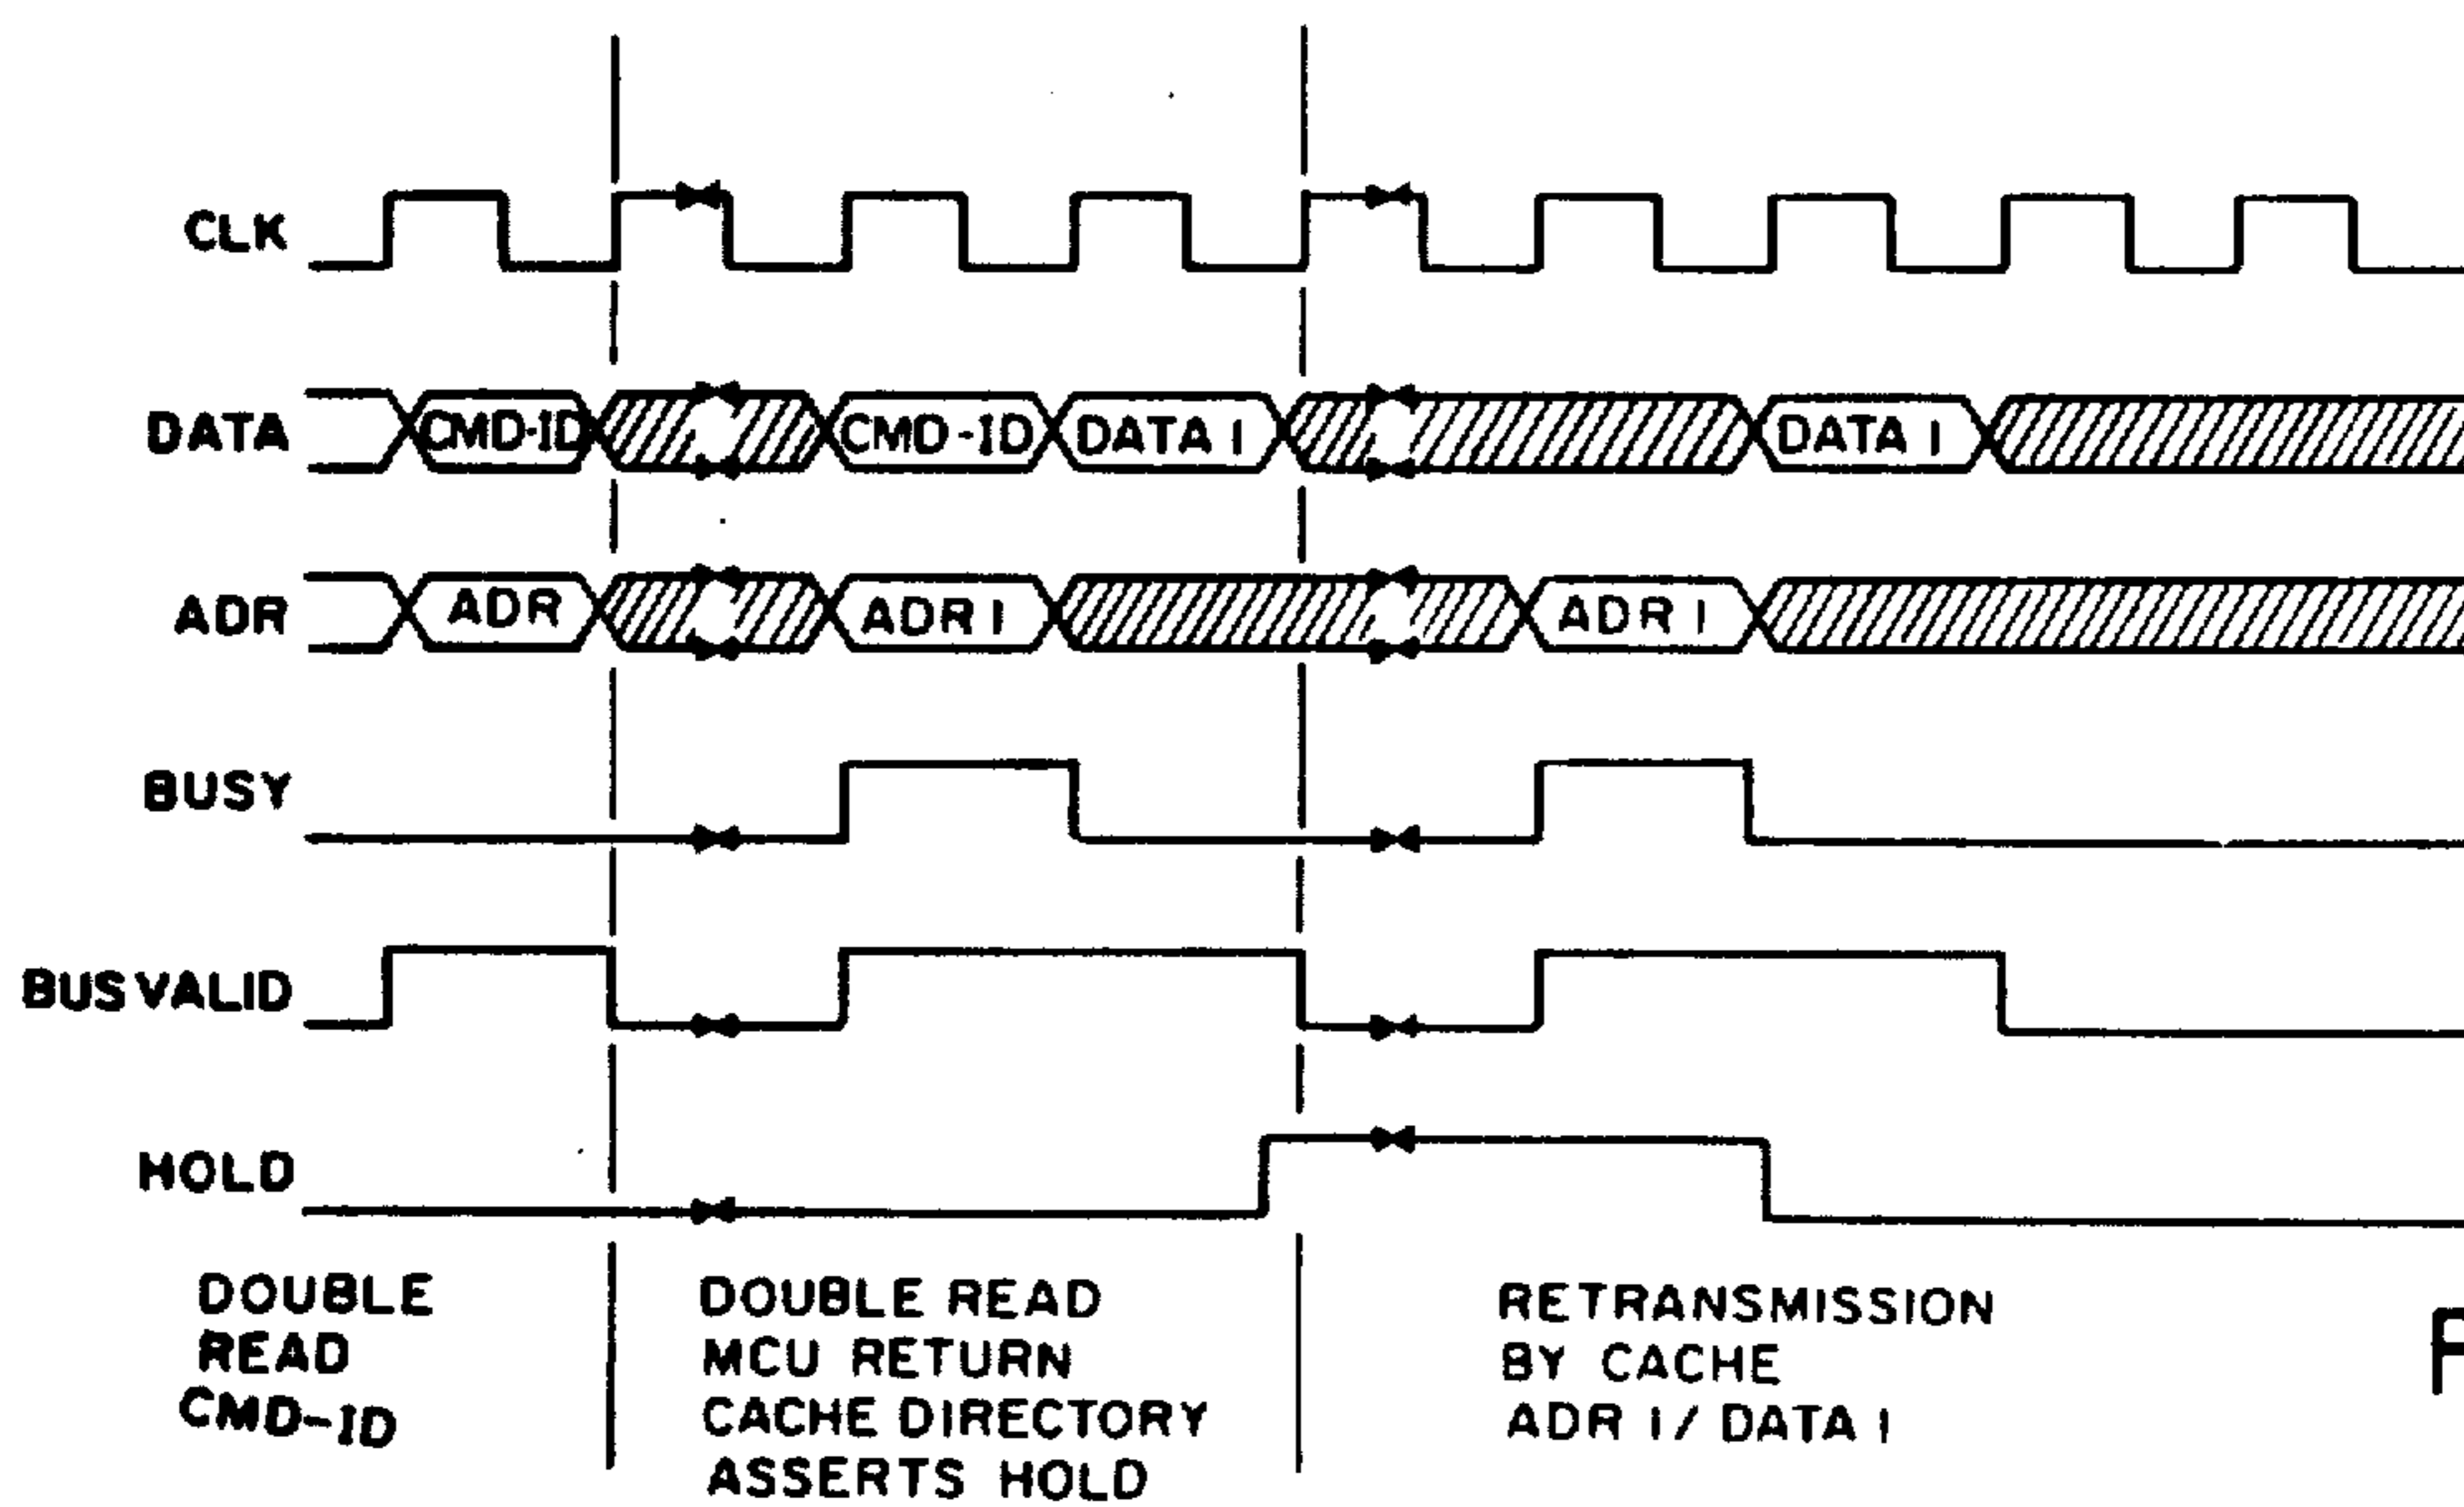 CLK
DATA
CMD-ID
CMD-ID
DATA 1
DATA 1
ADR
ADR
ADR 1
ADR 1
BUSY
BUSVALID
HOLD
DOUBLE
READ
CMD-ID
DOUBLE READ
MCU RETURN
CACHE DIRECTORY
ASSERTS HOLD
RETRANSMISSION
BY CACHE
ADR 1/ DATA 1